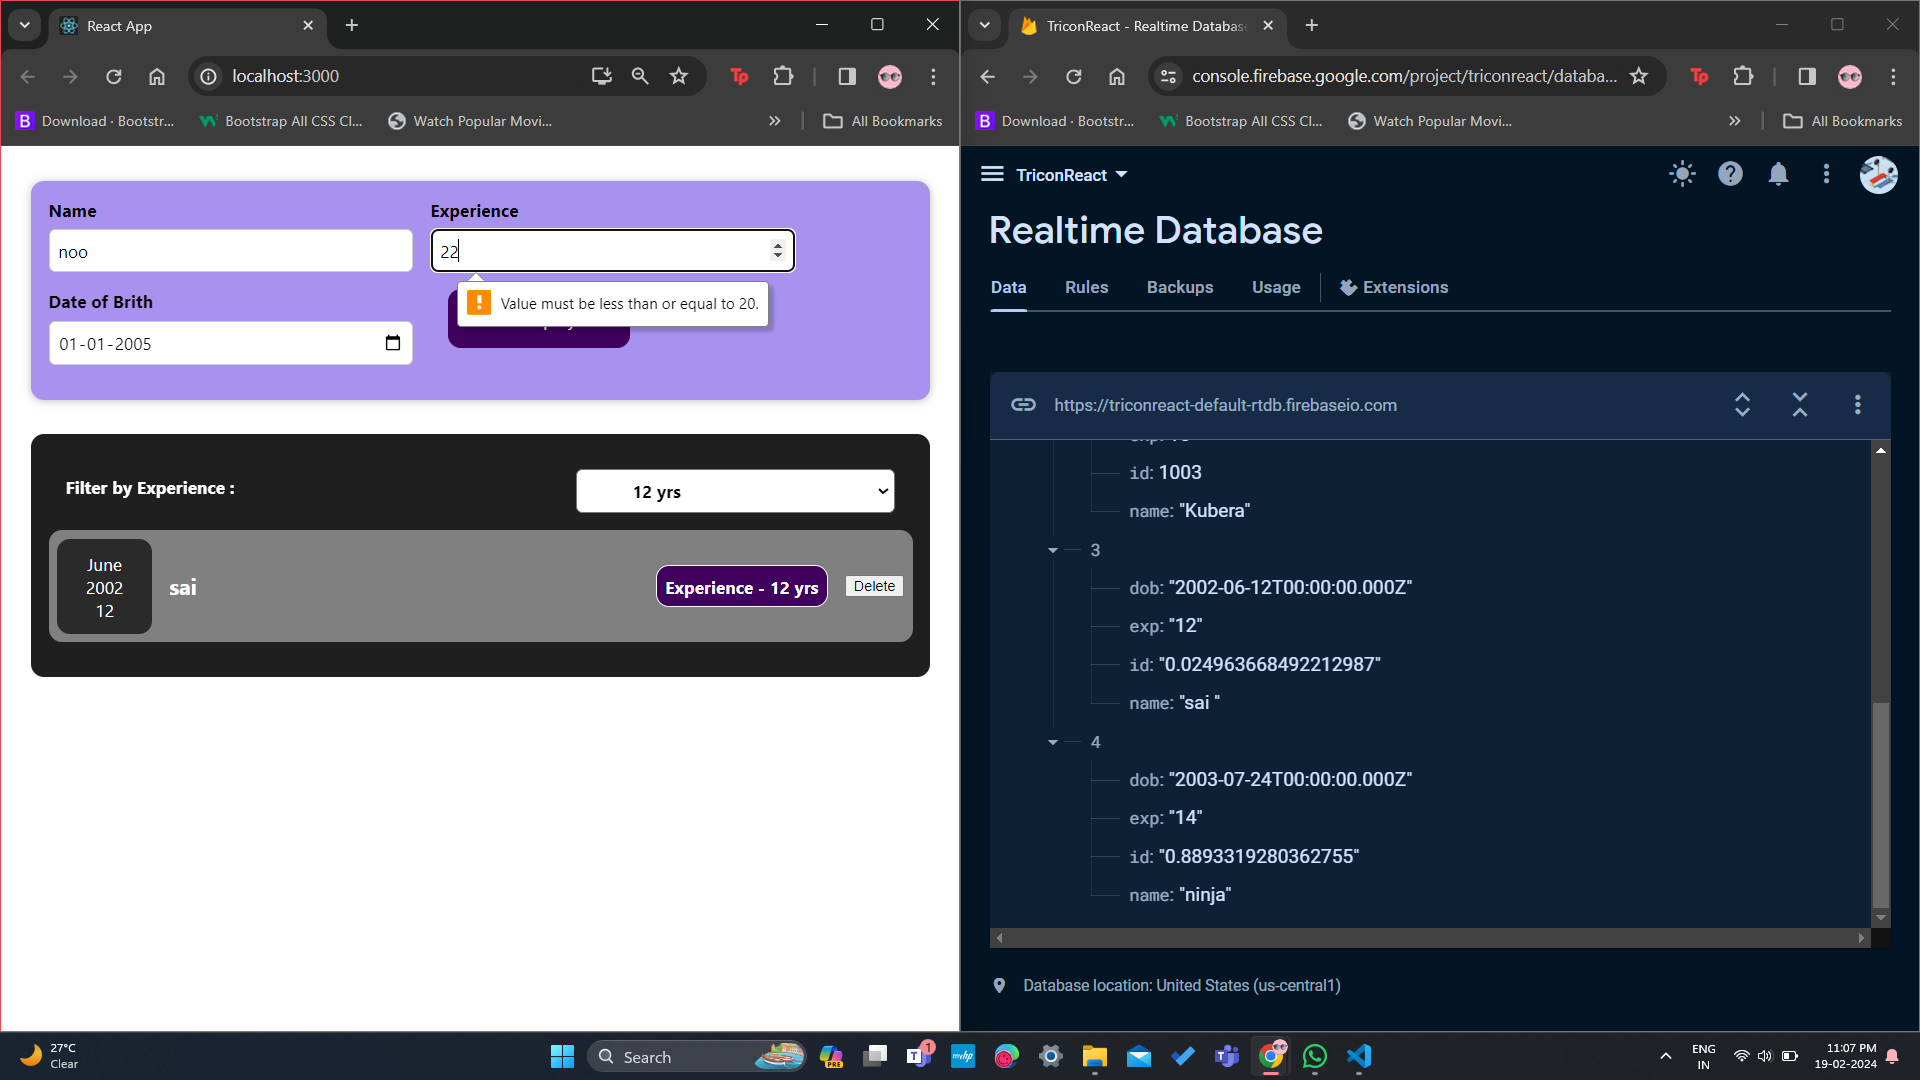 React App
localhost:3000
Download · Bootstr...
Bootstrap All CSS Cl...
Watch Popular Movi...
All Bookmarks
Name
Experience
noo
22
Value must be less than or equal to 20.
Date of Brith
01-01-2005
Filter by Experience :
12 yrs
June
2002
12
sai
Experience - 12 yrs
Delete
TriconReact - Realtime Databas
console.firebase.google.com/project/triconreact/databa...
Download · Bootstr...
Bootstrap All CSS Cl...
Watch Popular Movi...
All Bookmarks
TriconReact
Realtime Database
Data
Rules
Backups
Usage
Extensions
https://triconreact-default-rtdb.firebaseio.com
id: 1003
name: "Kubera"
3
dob: "2002-06-12T00:00:00.000Z"
exp: "12"
id: "0.024963668492212987"
name: "sai "
4
dob: "2003-07-24T00:00:00.000Z"
exp: "14"
id: "0.8893319280362755"
name: "ninja"
Database location: United States (us-central1)
27°C
Clear
Search
PRE
1
ENG
IN
11:07 PM
19-02-2024